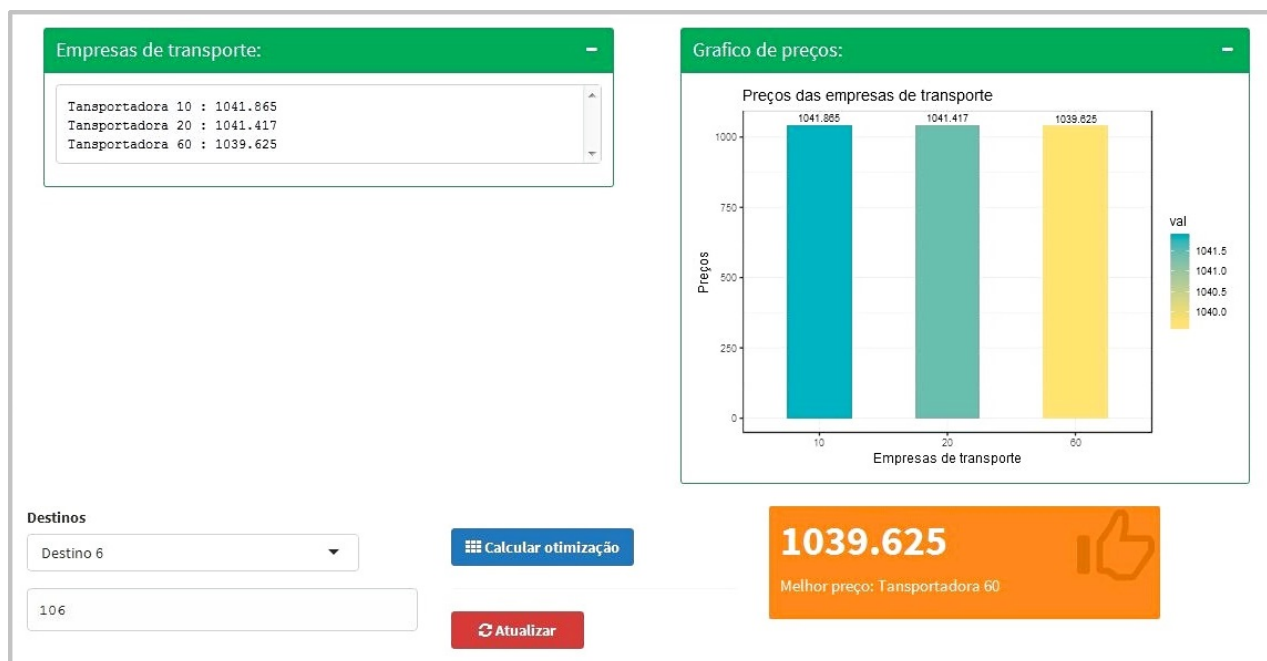 Empresas de transporte:
Tansportadora 10 : 1041.865
Tansportadora 20 : 1041.417
Tansportadora 60 : 1039.625
Grafico de preços:
Preços das empresas de transporte
1041.865
1041.417
1039.625
1000
750
500
250
0
Preços
10
20
60
Empresas de transporte
val
1041.5
1041.0
1040.5
1040.0
Destinos
Destino 6
106
Calcular otimização
Atualizar
1039.625
Melhor preço: Tansportadora 60